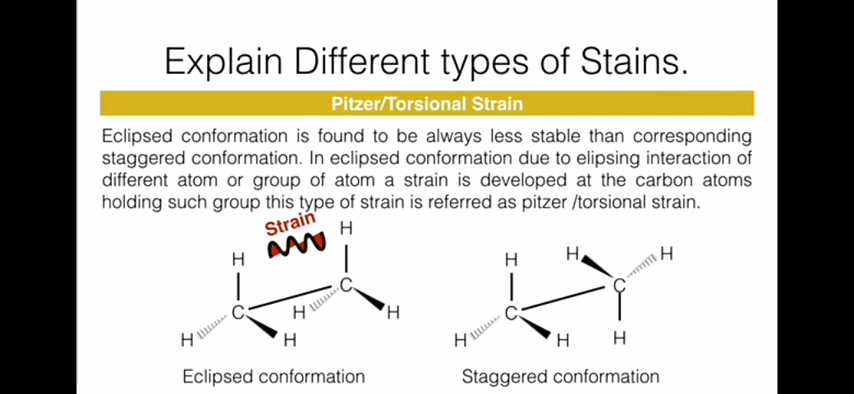 Explain Different types of Stains.
Pitzer/Torsional Strain
Eclipsed conformation is found to be always less stable than corresponding
staggered conformation. In eclipsed conformation due to elipsing interaction of
different atom or group of atom a strain is developed at the carbon atoms
holding such group this type of strain is referred as pitzer /torsional strain.
Strain
H
H
C
C
H
H
H
H
H
H
H
C
C
H
H
H
Eclipsed conformation
Staggered conformation